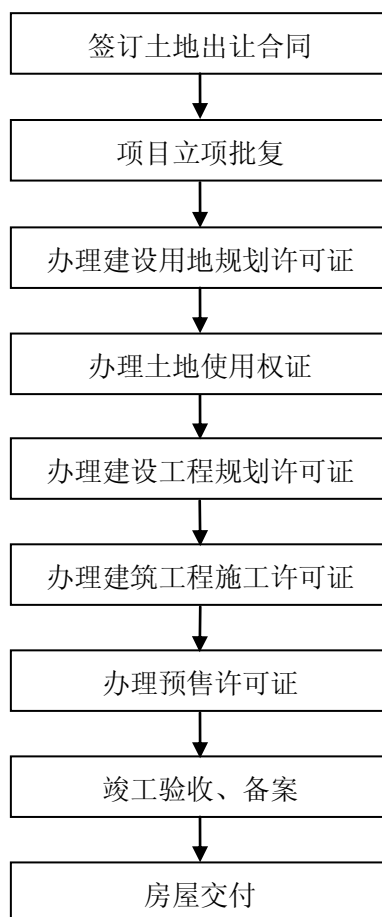 签订土地出让合同
项目立项批复
办理建设用地规划许可证
办理土地使用权证
办理建设工程规划许可证
办理建筑工程施工许可证
办理预售许可证
竣工验收、备案
房屋交付